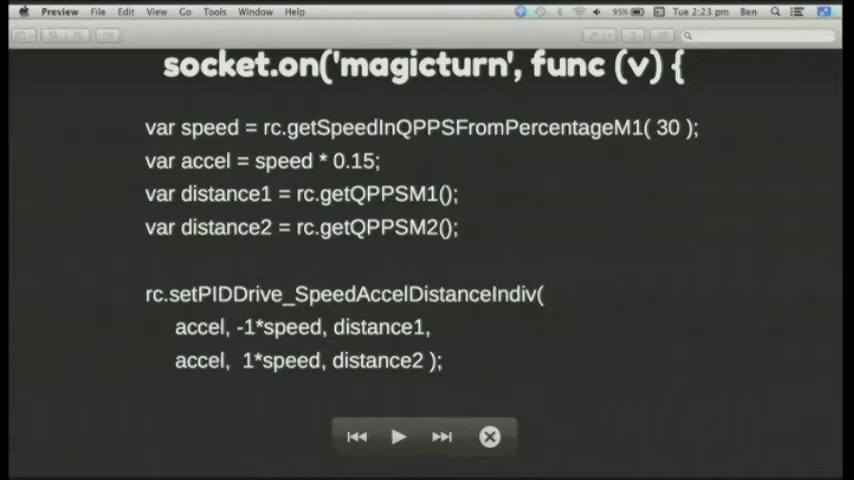 Preview File Edit View Go Tools Window Help 95% Tue 2:23 pm Ben
socket.on('magicturn', func (v) {
var speed = rc.getSpeedInQPPSFromPercentageM1( 30 );
var accel = speed * 0.15;
var distance1 = rc.getQPPSM1();
var distance2 = rc.getQPPSM2();
rc.setPIDDrive_SpeedAccelDistanceIndiv(
accel, -1*speed, distance1,
accel, 1*speed, distance2 );